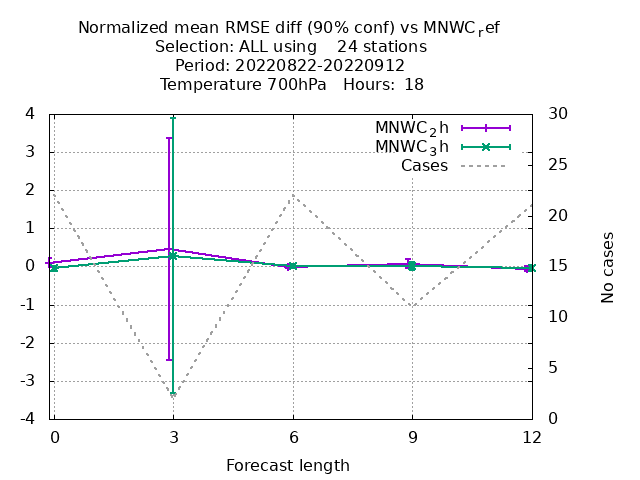 Normalized mean RMSE diff (90% conf) vs MNWC_ref
Selection: ALL using    24 stations
Period: 20220822-20220912
Temperature 700hPa   Hours:  18
4
3
2
1
0
-1
-2
-3
-4
30
25
20
15
10
5
0
MNWC_2h
MNWC_3h
Cases
No cases
0 3 6 9 12
Forecast length